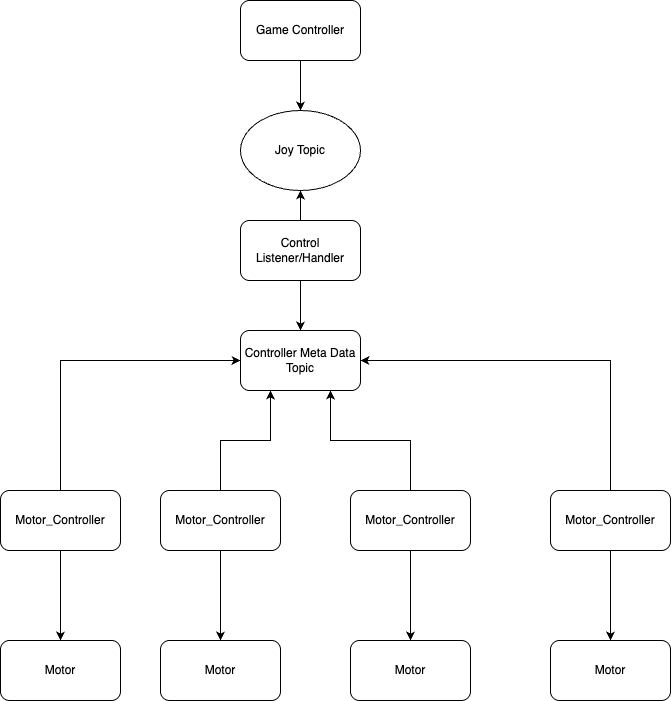 Game Controller
Joy Topic
Control
Listener/Handler
Controller Meta Data
Topic
Motor_Controller
Motor_Controller
Motor_Controller
Motor_Controller
Motor
Motor
Motor
Motor